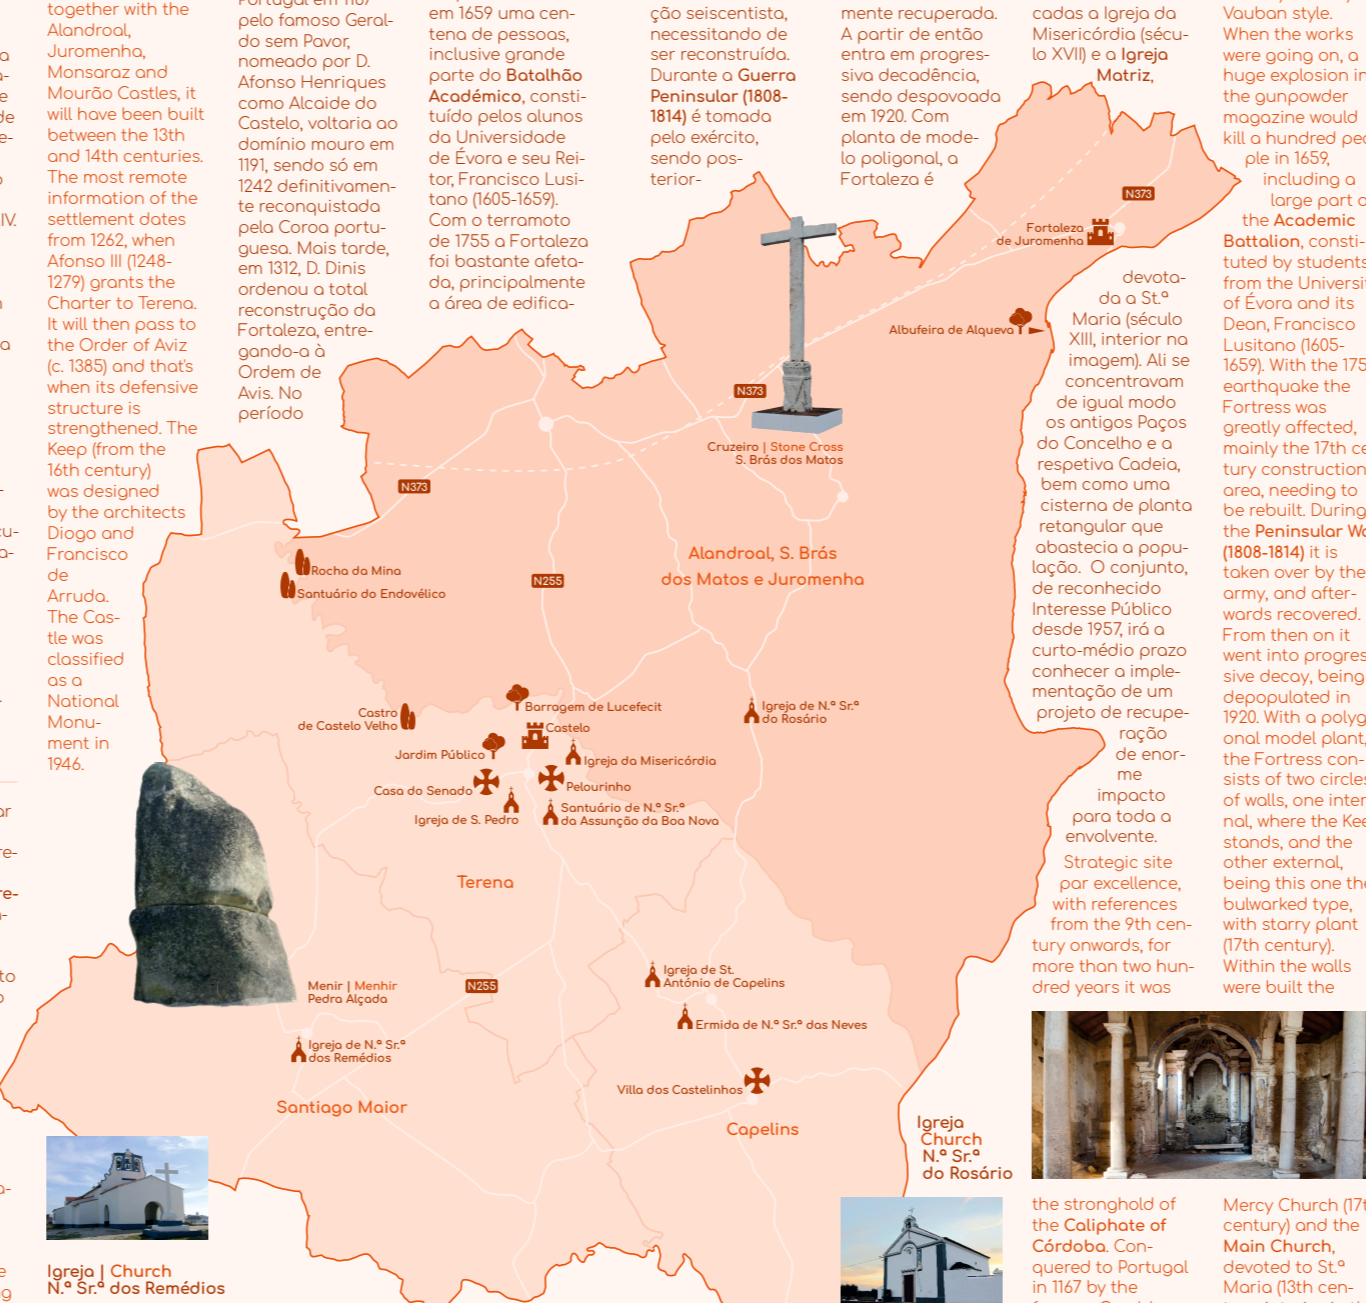 together with the
Alandroal,
Juromenha,
Monsaraz and
Mourão Castles, it
will have been built
between the 13th
and 14th centuries.
The most remote
information of the
settlement dates
from 1262, when
Afonso III (1248-
1279) grants the
Charter to Terena.
It will then pass to
the Order of Aviz
(c. 1385) and that's
when its defensive
structure is
strengthened. The
Keep (from the
16th century)
was designed
by the architects
Diogo and
Francisco
de
Arruda.
The Cas-
tle was
classified
as a
National
Monu-
ment in
1946.
Portugal em 1167
pelo famoso Geral-
do sem Pavor,
nomeado por D.
Afonso Henriques
como Alcaide do
Castelo, voltaria ao
domínio mouro em
1191, sendo só em
1242 definitivamen-
te reconquistada
pela Coroa portu-
guesa. Mais tarde,
em 1312, D. Dinis
ordenou a total
reconstrução da
Fortaleza, entre-
gando-a à
Ordem de
Avis. No
período
em 1659 uma cen-
tena de pessoas,
inclusive grande
parte do Batalhão
Académico, consti-
tuído pelos alunos
da Universidade
de Évora e seu Rei-
tor, Francisco Lusi-
tano (1605-1659).
Com o terramoto
de 1755 a Fortaleza
foi bastante afeta-
da, principalmente
a área de edifica-
ção seiscentista,
necessitando de
ser reconstruída.
Durante a Guerra
Peninsular (1808-
1814) é tomada
pelo exército,
sendo pos-
terior-
mente recuperada.
A partir de então
entra em progres-
siva decadência,
sendo despovoada
em 1920. Com
planta de mode-
lo poligonal, a
Fortaleza é
cadas a Igreja da
Misericórdia (sécu-
lo XVII) e a Igreja
Matriz,
devota-
da a St.ª
Maria (século
XIII, interior na
imagem). Ali se
concentravam
de igual modo
os antigos Paços
do Concelho e a
respetiva Cadeia,
bem como uma
cisterna de planta
retangular que
abastecia a popu-
lação. O conjunto,
de reconhecido
Interesse Público
desde 1957, irá a
curto-médio prazo
conhecer a imple-
mentação de um
projeto de recupe-
ração
de enor-
me
impacto
para toda a
envolvente.
Strategic site
par excellence,
with references
from the 9th cen-
tury onwards, for
more than two hun-
dred years it was
the stronghold of
the Caliphate of
Córdoba. Con-
quered to Portugal
in 1167 by the
Vauban style.
When the works
were going on, a
huge explosion in
the gunpowder
magazine would
kill a hundred peo
ple in 1659,
including a
large part o
the Academic
Battalion, consti-
tuted by students
from the Universit
of Évora and its
Dean, Francisco
Lusitano (1605-
1659). With the 175
earthquake the
Fortress was
greatly affected,
mainly the 17th ce
tury construction
area, needing to
be rebuilt. During
the Peninsular Wa
(1808-1814) it is
taken over by the
army, and after-
wards recovered.
From then on it
went into progres-
sive decay, being
depopulated in
1920. With a polyg
onal model plant,
the Fortress con-
sists of two circles
of walls, one inter
nal, where the Kee
stands, and the
other external,
being this one the
bulwarked type,
with starry plant
(17th century).
Within the walls
were built the
Mercy Church (17t
century) and the
Main Church,
devoted to St.ª
Maria (13th cen-
N373
Fortaleza
de Juromenha
Albufeira de Alqueva
N373
Cruzeiro | Stone Cross
S. Brás dos Matos
N373
Alandroal, S. Brás
dos Matos e Juromenha
N255
Rocha da Mina
Santuário do Endovélico
Castro
de Castelo Velho
Barragem de Lucefecit
Castelo
Igreja de N.ª Sr.ª
do Rosário
Jardim Público
Igreja da Misericórdia
Casa do Senado
Pelourinho
Igreja de S. Pedro
Santuário de N.ª Sr.ª
da Assunção da Boa Nova
Terena
Menir | Menhir
Pedra Alçada
N255
Igreja de St.
António de Capelins
Ermida de N.ª Sr.ª das Neves
Igreja de N.ª Sr.ª
dos Remédios
Villa dos Castelinhos
Santiago Maior
Capelins
Igreja
Church
N.ª Sr.ª
do Rosário
Igreja | Church
N.ª Sr.ª dos Remédios